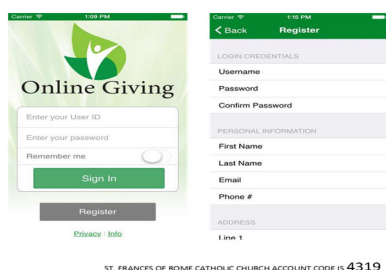 Carrier 1:09 PM
Online Giving
Enter your User ID
Enter your password
Remember me
Sign In
Register
Privacy | Info
Carrier 1:15 PM
Back Register
LOGIN CREDENTIALS
Username
Password
Confirm Password
PERSONAL INFORMATION
First Name
Last Name
Email
Phone #
ADDRESS
Line 1
ST. FRANCES OF ROME CATHOLIC CHURCH ACCOUNT CODE IS 4319